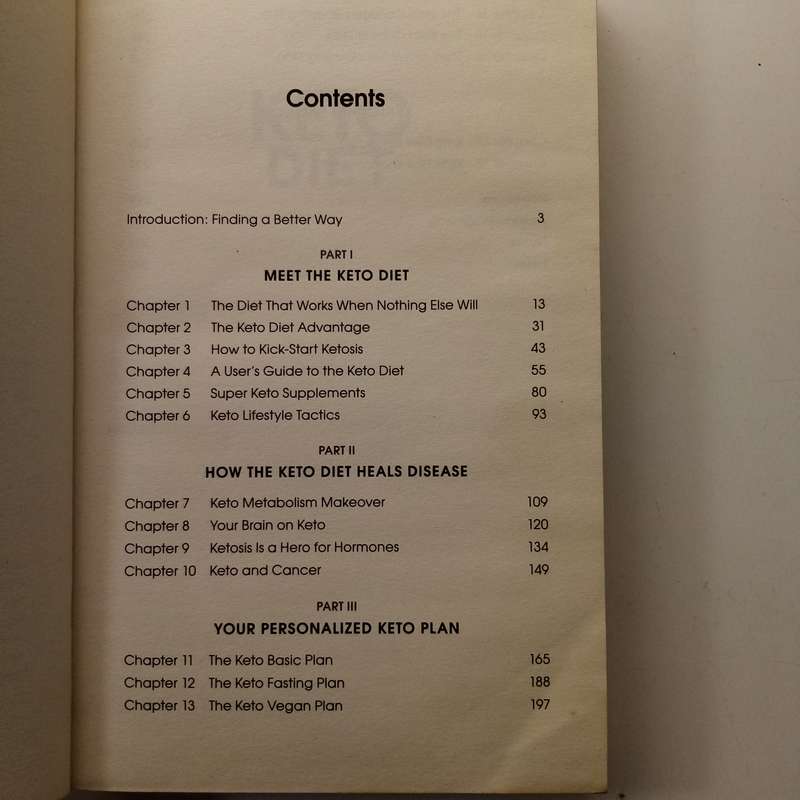 Contents
Introduction: Finding a Better Way 3
PART I
MEET THE KETO DIET
Chapter 1 The Diet That Works When Nothing Else Will 13
Chapter 2 The Keto Diet Advantage 31
Chapter 3 How to Kick-Start Ketosis 43
Chapter 4 A User's Guide to the Keto Diet 55
Chapter 5 Super Keto Supplements 80
Chapter 6 Keto Lifestyle Tactics 93
PART II
HOW THE KETO DIET HEALS DISEASE
Chapter 7 Keto Metabolism Makeover 109
Chapter 8 Your Brain on Keto 120
Chapter 9 Ketosis Is a Hero for Hormones 134
Chapter 10 Keto and Cancer 149
PART III
YOUR PERSONALIZED KETO PLAN
Chapter 11 The Keto Basic Plan 165
Chapter 12 The Keto Fasting Plan 188
Chapter 13 The Keto Vegan Plan 197